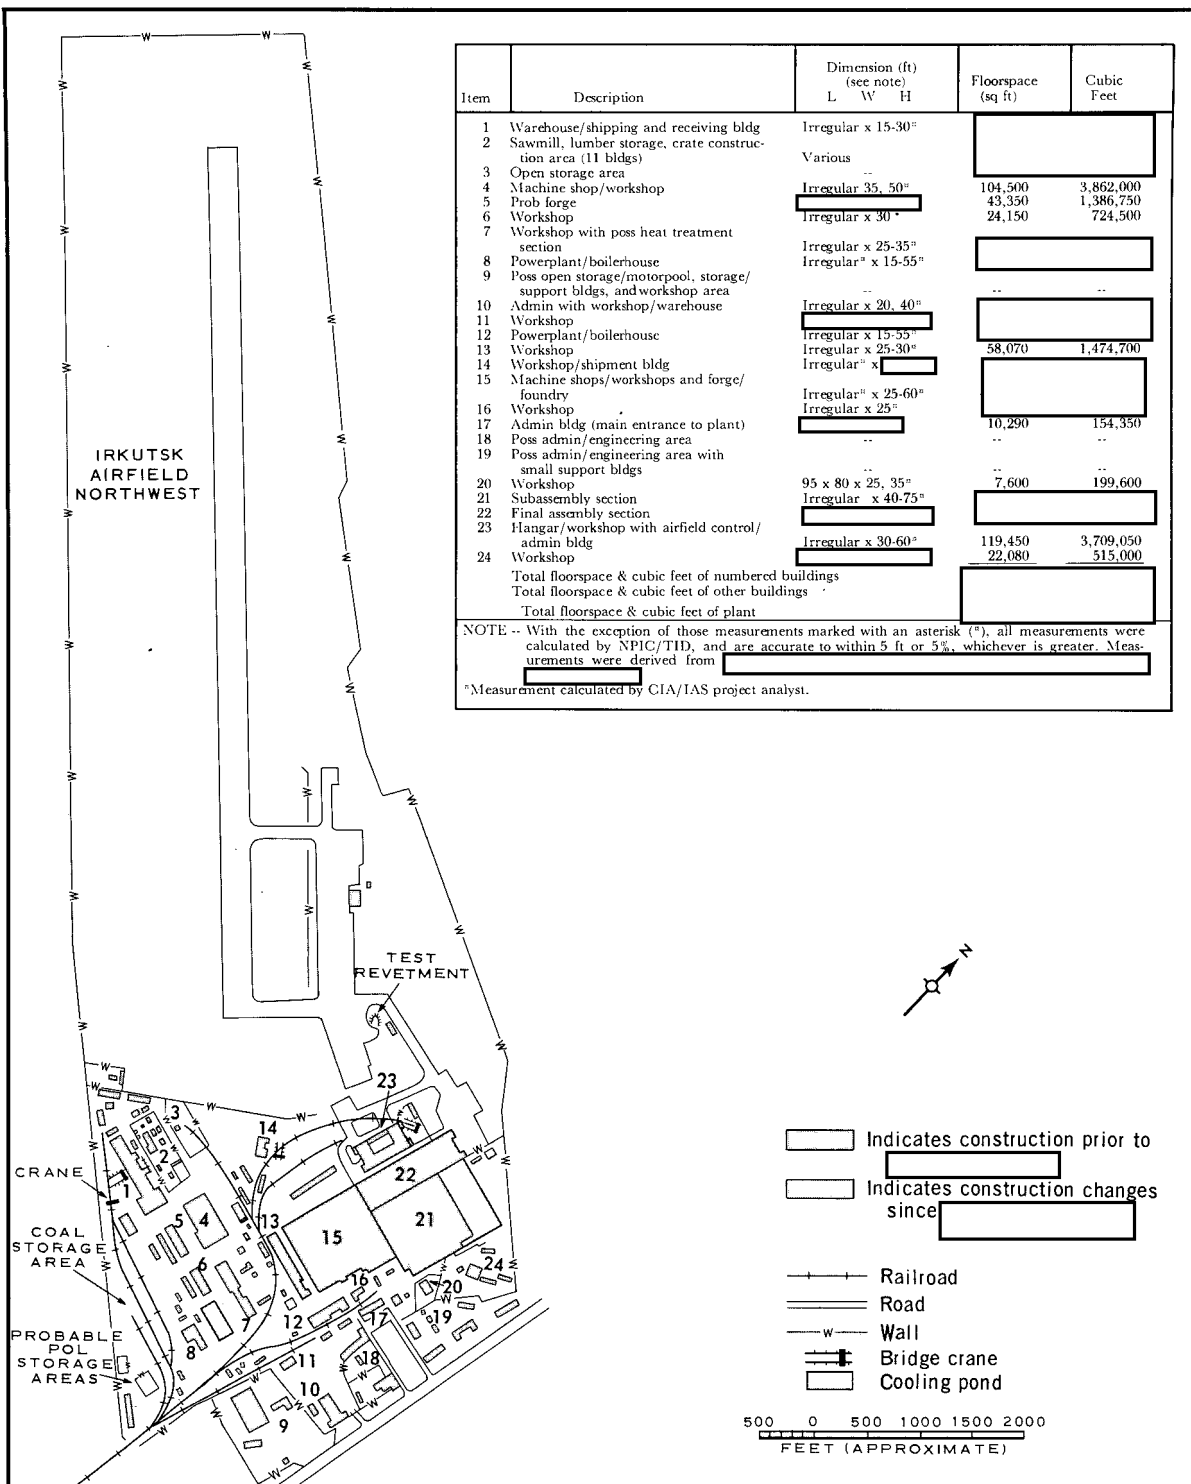 Dimension (ft)
(see note)
Item Description L W H Floorspace (sq ft) Cubic Feet
1 Warehouse/shipping and receiving bldg Irregular x 15-30*
2 Sawmill, lumber storage, crate construc-
tion area (11 bldgs) Various
3 Open storage area --
4 Machine shop/workshop Irregular 35, 50* 104,500 3,862,000
5 Prob forge 43,350 1,386,750
6 Workshop Irregular x 30 * 24,150 724,500
7 Workshop with poss heat treatment
section Irregular x 25-35*
8 Powerplant/boilerhouse Irregular* x 15-55*
9 Poss open storage/motorpool, storage/
support bldgs, and workshop area -- -- --
10 Admin with workshop/warehouse Irregular x 20, 40*
11 Workshop
12 Powerplant/boilerhouse Irregular x 15-55*
13 Workshop Irregular x 25-30* 58,070 1,474,700
14 Workshop/shipment bldg Irregular* x
15 Machine shops/workshops and forge/
foundry Irregular* x 25-60*
16 Workshop Irregular x 25*
17 Admin bldg (main entrance to plant) 10,290 154,350
18 Poss admin/engineering area -- -- --
19 Poss admin/engineering area with
small support bldgs -- -- --
20 Workshop 95 x 80 x 25, 35* 7,600 199,600
21 Subassembly section Irregular x 40-75*
22 Final assembly section
23 Hangar/workshop with airfield control/
admin bldg Irregular x 30-60* 119,450 3,709,050
24 Workshop 22,080 515,000
Total floorspace & cubic feet of numbered buildings
Total floorspace & cubic feet of other buildings
Total floorspace & cubic feet of plant
NOTE -- With the exception of those measurements marked with an asterisk (*), all measurements were
calculated by NPIC/TID, and are accurate to within 5 ft or 5%, whichever is greater. Meas-
urements were derived from
*Measurement calculated by CIA/IAS project analyst.
IRKUTSK
AIRFIELD
NORTHWEST
TEST
REVETMENT
N
CRANE
COAL
STORAGE
AREA
PROBABLE
POL
STORAGE
AREAS
1
2
3
4
5
6
7
8
9
10
11
12
13
14
15
16
17
18
19
20
21
22
23
24
Indicates construction prior to
Indicates construction changes
since
Railroad
Road
W Wall
Bridge crane
Cooling pond
500 0 500 1000 1500 2000
FEET (APPROXIMATE)